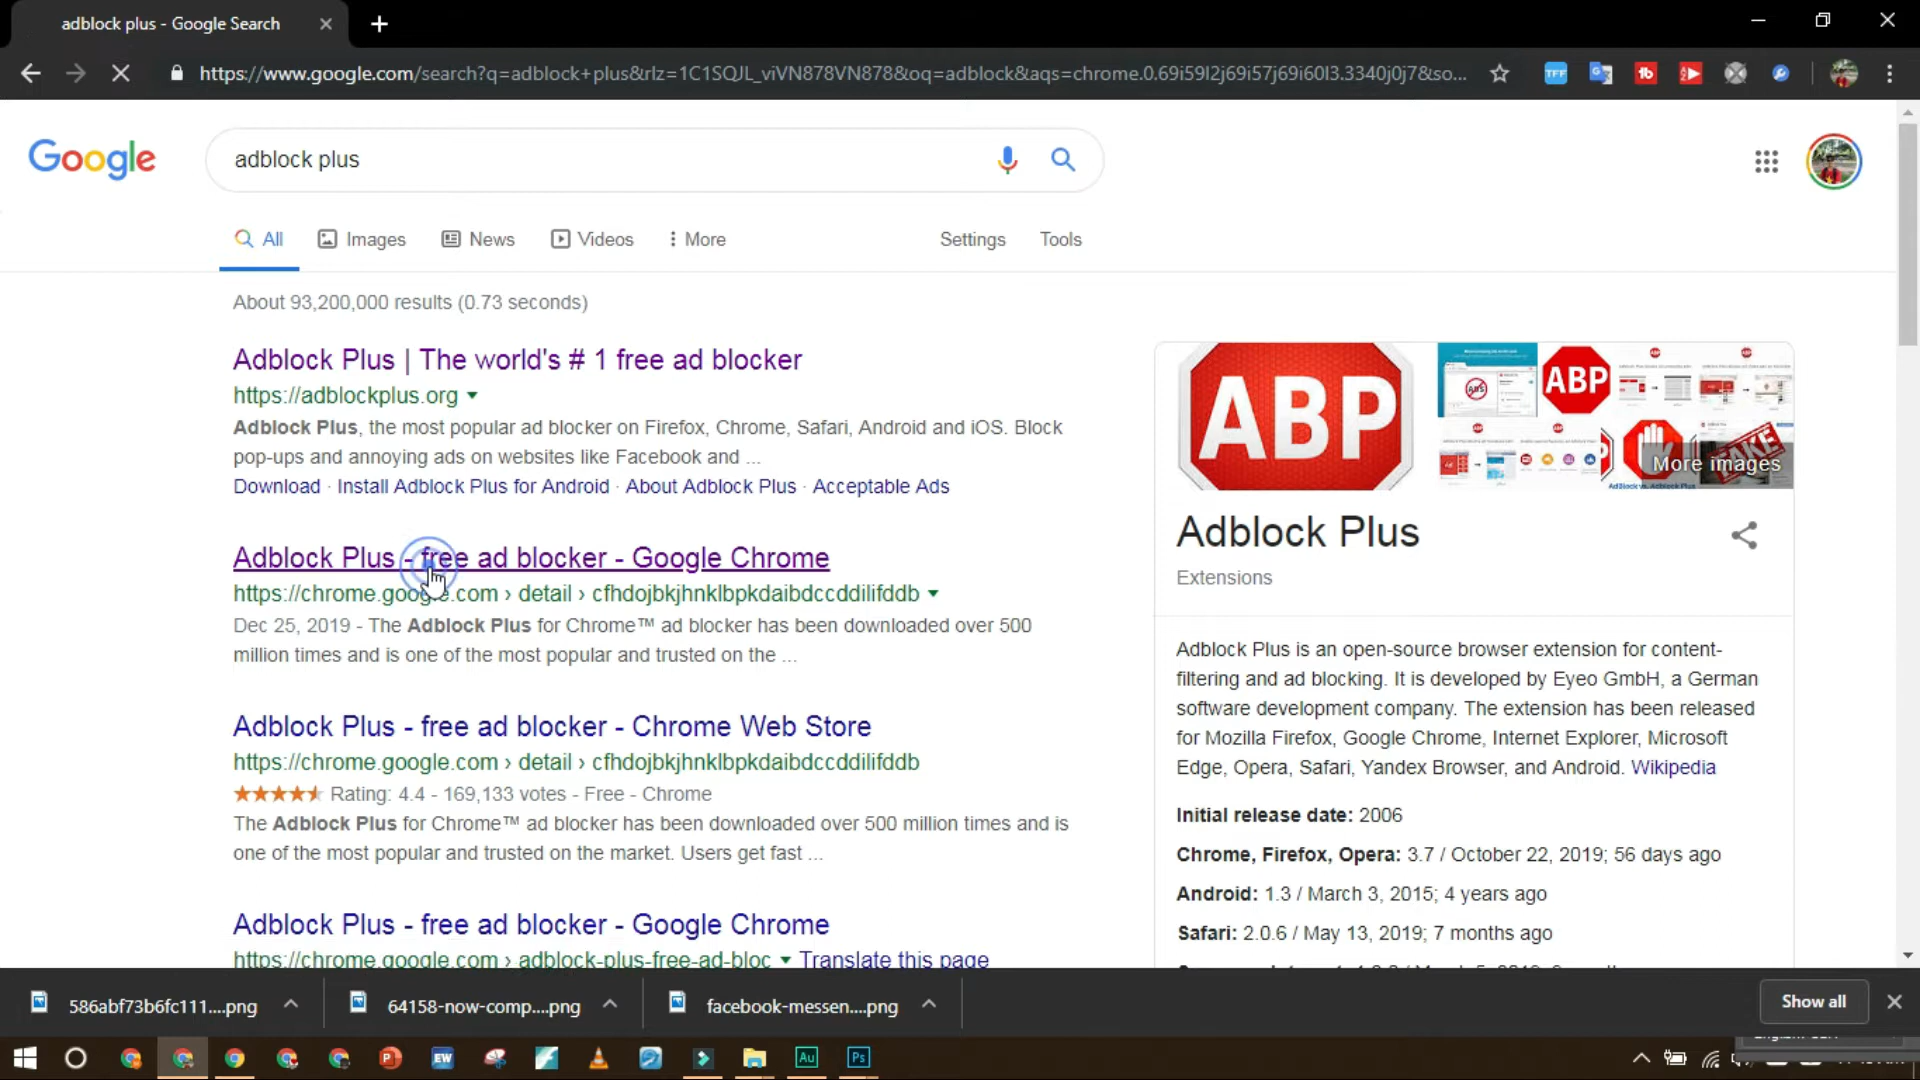 adblock plus - Google Search
https://www.google.com/search?q=adblock+plus&rlz=1C1SQJL_viVN878VN878&oq=adblock&aqs=chrome.0.69i59l2j69i57j69i60l3.3340j0j7&so...
TFF
Google
adblock plus
All
Images
News
Videos
More
Settings
Tools
About 93,200,000 results (0.73 seconds)
Adblock Plus | The world's # 1 free ad blocker
https://adblockplus.org
Adblock Plus, the most popular ad blocker on Firefox, Chrome, Safari, Android and iOS. Block
pop-ups and annoying ads on websites like Facebook and ...
Download · Install Adblock Plus for Android · About Adblock Plus · Acceptable Ads
Adblock Plus - free ad blocker - Google Chrome
https://chrome.google.com › detail › cfhdojbkjhnklbpkdaibdccddilifddb
Dec 25, 2019 - The Adblock Plus for Chrome™ ad blocker has been downloaded over 500
million times and is one of the most popular and trusted on the ...
Adblock Plus - free ad blocker - Chrome Web Store
https://chrome.google.com › detail › cfhdojbkjhnklbpkdaibdccddilifddb
Rating: 4.4 - 169,133 votes - Free - Chrome
The Adblock Plus for Chrome™ ad blocker has been downloaded over 500 million times and is
one of the most popular and trusted on the market. Users get fast ...
Adblock Plus - free ad blocker - Google Chrome
https://chrome.google.com › adblock-plus-free-ad-bloc
Translate this page
ABP
ABP
FAKE
More images
Adblock Plus
Extensions
Adblock Plus is an open-source browser extension for content-
filtering and ad blocking. It is developed by Eyeo GmbH, a German
software development company. The extension has been released
for Mozilla Firefox, Google Chrome, Internet Explorer, Microsoft
Edge, Opera, Safari, Yandex Browser, and Android. Wikipedia
Initial release date: 2006
Chrome, Firefox, Opera: 3.7 / October 22, 2019; 56 days ago
Android: 1.3 / March 3, 2015; 4 years ago
Safari: 2.0.6 / May 13, 2019; 7 months ago
586abf73b6fc111....png
64158-now-comp....png
facebook-messen....png
Show all
EW
Au
Ps